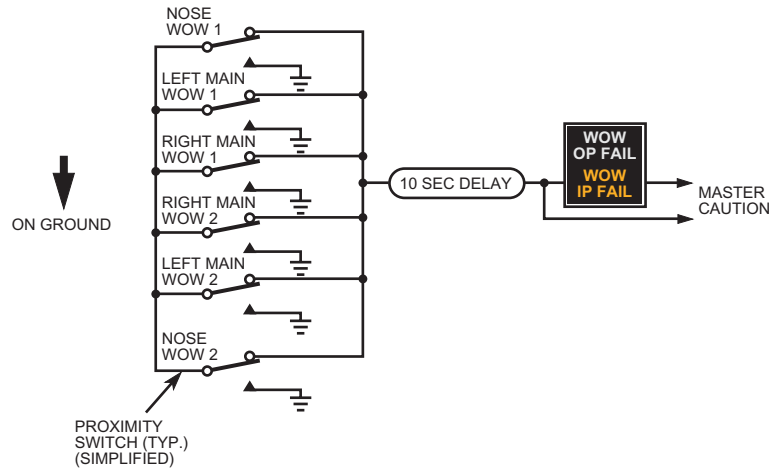 NOSE
WOW 1
LEFT MAIN
WOW 1
RIGHT MAIN
WOW 1
RIGHT MAIN
WOW 2
LEFT MAIN
WOW 2
NOSE
WOW 2
ON GROUND
PROXIMITY
SWITCH (TYP.)
(SIMPLIFIED)
10 SEC DELAY
WOW
OP FAIL
WOW
IP FAIL
MASTER
CAUTION